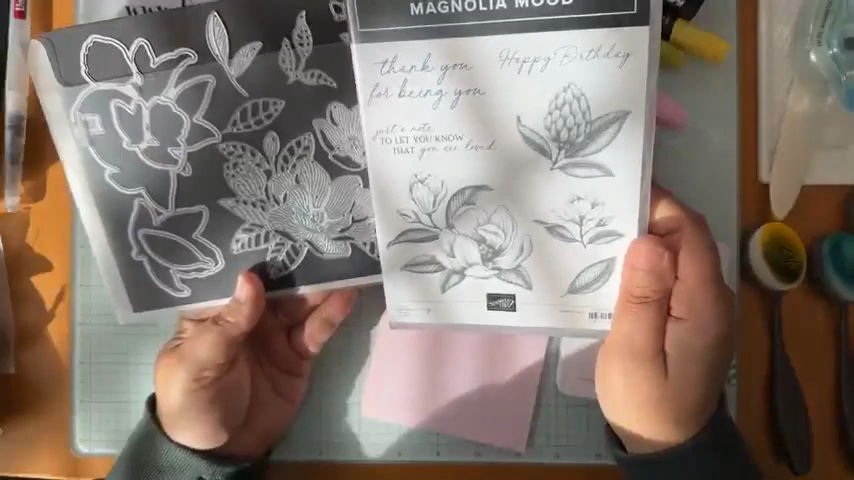 MAGNOLIA MOOD
thank you
for being you
Happy Birthday
just a note
TO LET YOU KNOW
THAT you are loved